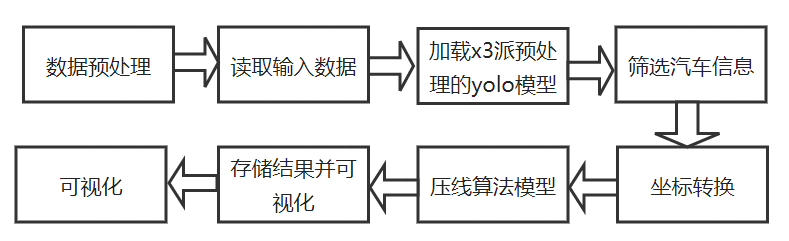 数据预处理
读取输入数据
加载x3派预处
理的yolo模型
筛选汽车信息
坐标转换
压线算法模型
存储结果并可
视化
可视化